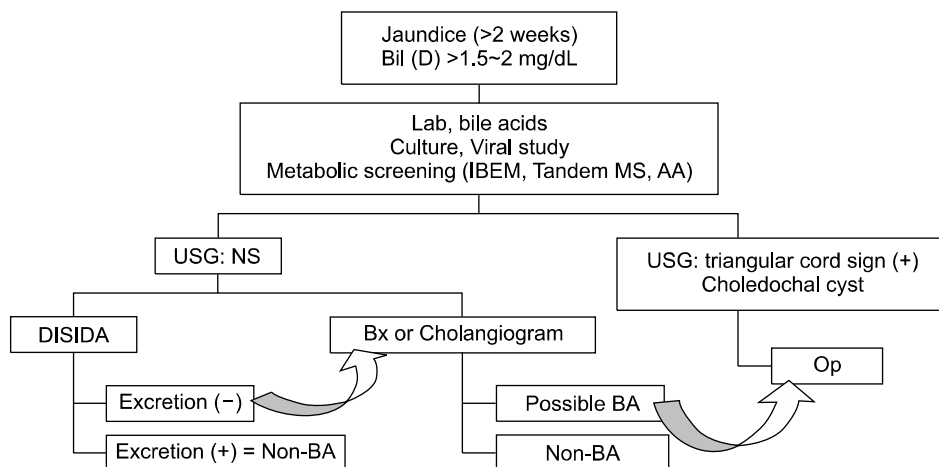 Jaundice (>2 weeks)
Bil (D) >1.5~2 mg/dL
Lab, bile acids
Culture, Viral study
Metabolic screening (IBEM, Tandem MS, AA)
USG: NS
USG: triangular cord sign (+)
Choledochal cyst
DISIDA
Bx or Cholangiogram
Op
Excretion (−)
Possible BA
Excretion (+) = Non-BA
Non-BA